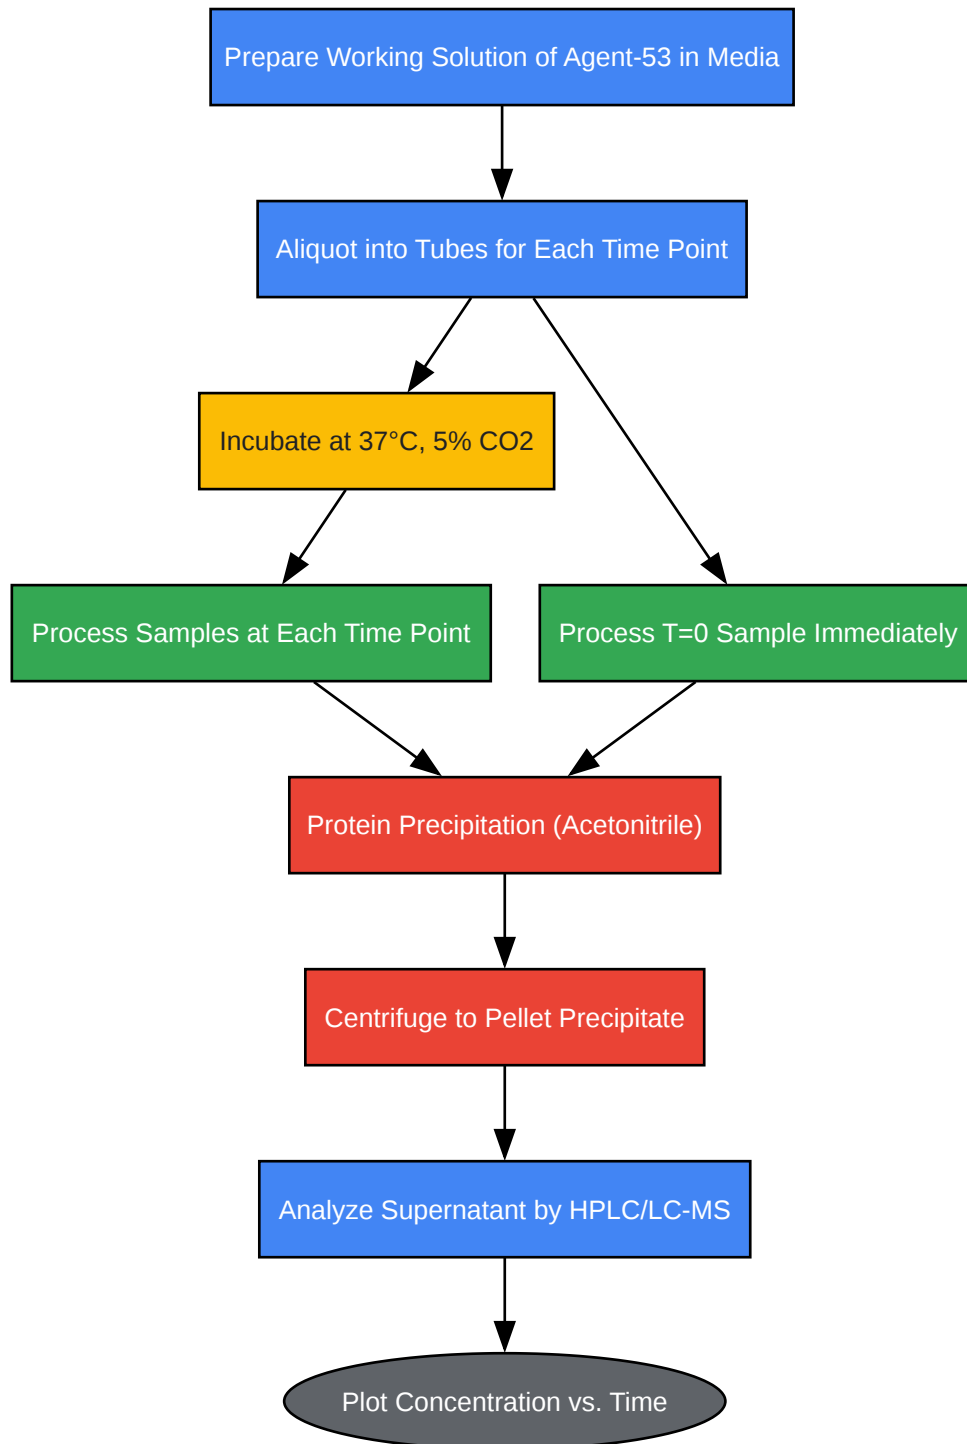 Prepare Working Solution of Agent-53 in Media
Aliquot into Tubes for Each Time Point
Incubate at 37°C, 5% CO2
Process Samples at Each Time Point
Process T=0 Sample Immediately
Protein Precipitation (Acetonitrile)
Centrifuge to Pellet Precipitate
Analyze Supernatant by HPLC/LC-MS
Plot Concentration vs. Time